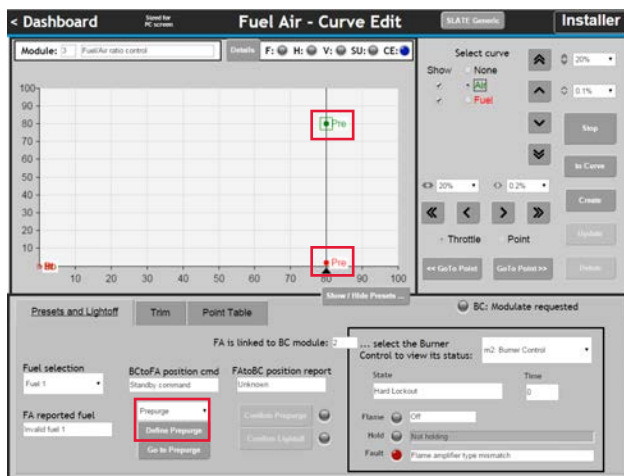 < Dashboard
Sized for
PC screen
Fuel Air - Curve Edit
SLATE Generic
Installer
Module: 3 Fuel/Air ratio control
Details
F: H: V: SU: CE:
Select curve
Show
None
Air
Fuel
20%
0.1%
Stop
to Curve
Create
Update
Delete
20%
0.2%
Throttle
Point
<< GoTo Point
GoTo Point >>
100
90
80
70
60
50
40
30
20
10
0
Pre
Pre
10 20 30 40 50 60 70 80 90 100
Show / Hide Presets ...
Presets and Lightoff
Trim
Point Table
BC: Modulate requested
FA is linked to BC module: 2
... select the Burner
Control to view its status:
m2: Burner Control
Fuel selection
Fuel 1
BCtoFA position cmd
Standby command
FAtoBC position report
Unknown
State
Hard Lockout
Time
0
FA reported fuel
Invalid fuel 1
Prepurge
Define Prepurge
Go to Prepurge
Confirm Prepurge
Confirm Lightoff
Flame Off
Hold Not holding
Fault Flame amplifier type mismatch